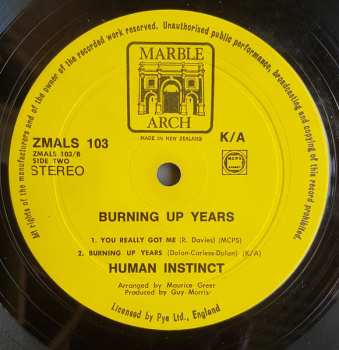 All rights of the manufacturers and of the owner of the recorded work reserved. Unauthorised public performance, broadcasting and copying of this record prohibited.
MARBLE
ARCH
MADE IN NEW ZEALAND
ZMALS 103
K/A
ZMALS 103/B
SIDE TWO
STEREO
MCPS
BURNING UP YEARS
1. YOU REALLY GOT ME (R. Davies) (MCPS)
2. BURNING UP YEARS (Dolan-Carless-Dolan) (K/A)
HUMAN INSTINCT
Arranged by Maurice Greer
Produced by Guy Morris
Licensed by Pye Ltd., England